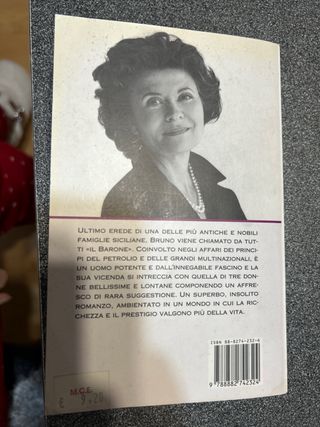 ULTIMO EREDE DI UNA DELLE PIÙ ANTICHE E NOBILI
FAMIGLIE SICILIANE, BRUNO VIENE CHIAMATO DA TUT-
TI «IL BARONE». COINVOLTO NEGLI AFFARI DEI PRINCI-
PI DEL PETROLIO E DELLE GRANDI MULTINAZIONALI, È
UN UOMO POTENTE E DALL'INNEGABILE FASCINO E LA
SUA VICENDA SI INTRECCIA CON QUELLA DI TRE DON-
NE BELLISSIME E LONTANE COMPONENDO UN AFFRE-
SCO DI RARA SUGGESTIONE. UN SUPERBO, INSOLITO
ROMANZO, AMBIENTATO IN UN MONDO IN CUI LA RIC-
CHEZZA E IL PRESTIGIO VALGONO PIÙ DELLA VITA.
ISBN 88-8274-232-6
9 788882 742324
M.C.E.
€ 9,20